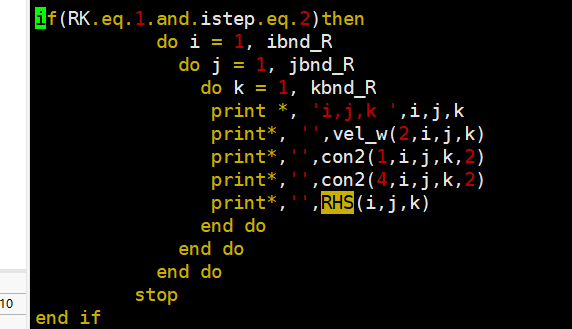 if(RK.eq.1.and.istep.eq.2)then
do i = 1, ibnd_R
do j = 1, jbnd_R
do k = 1, kbnd_R
print *, 'i,j,k ',i,j,k
print*, '',vel_w(2,i,j,k)
print*,'',con2(1,i,j,k,2)
print*,'',con2(4,i,j,k,2)
print*,'',RHS(i,j,k)
end do
end do
end do
10
stop
end if